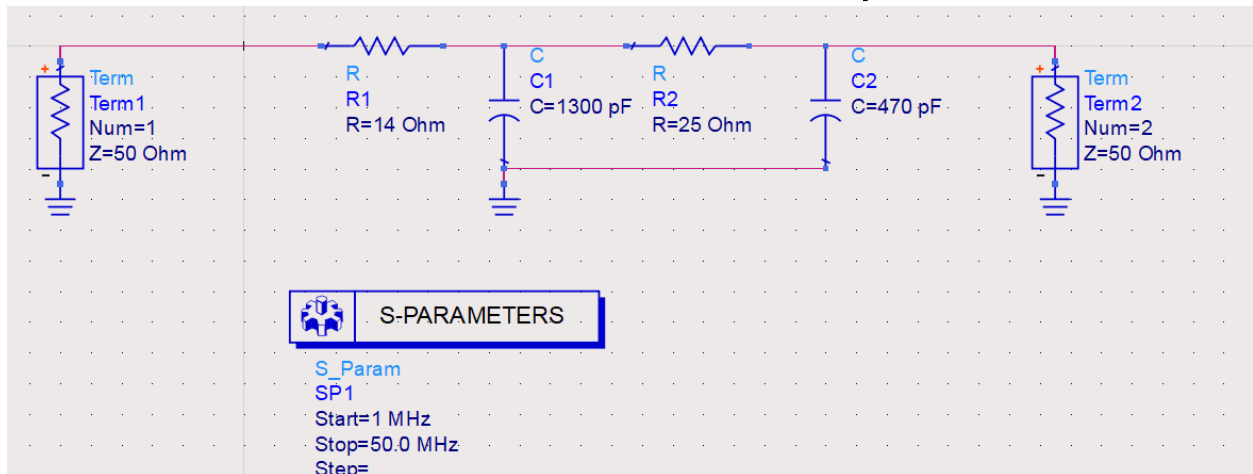 +
Term
Term1
Num=1
Z=50 Ohm
-
R
R1
R=14 Ohm
C
C1
C=1300 pF
R
R2
R=25 Ohm
C
C2
C=470 pF
+
Term
Term2
Num=2
Z=50 Ohm
-
S-PARAMETERS
S_Param
SP1
Start=1 MHz
Stop=50.0 MHz
Step=